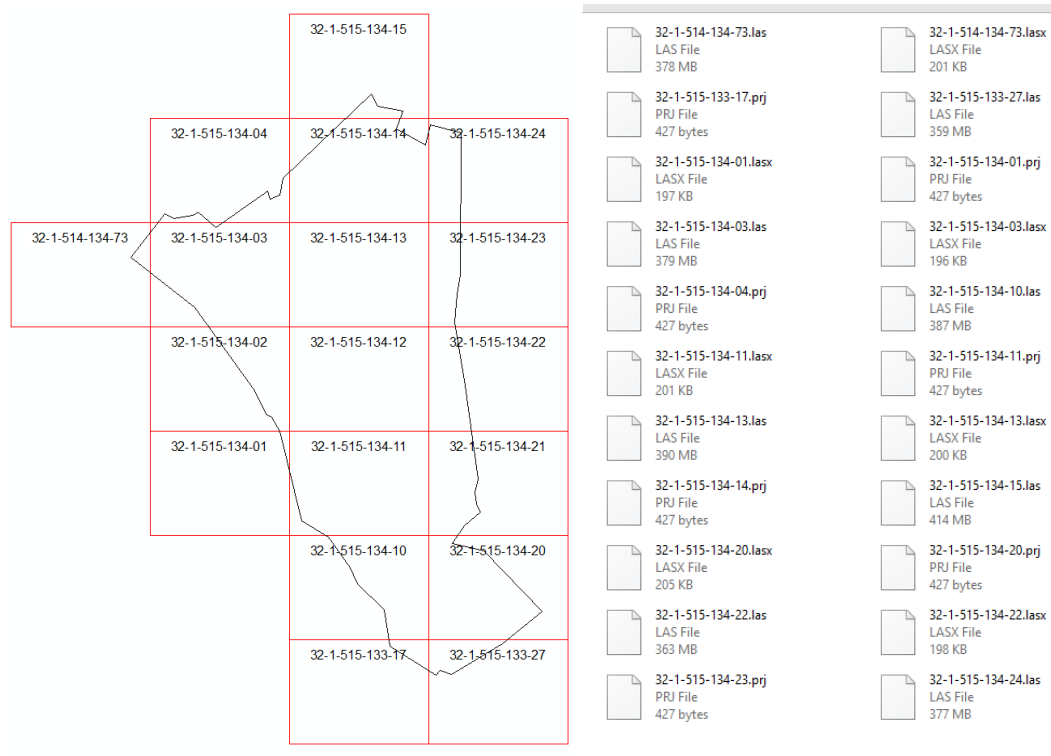 32-1-515-134-15
32-1-515-134-04
32-1-515-134-14
32-1-515-134-24
32-1-514-134-73
32-1-515-134-03
32-1-515-134-13
32-1-515-134-23
32-1-515-134-02
32-1-515-134-12
32-1-515-134-22
32-1-515-134-01
32-1-515-134-11
32-1-515-134-21
32-1-515-134-10
32-1-515-134-20
32-1-515-133-17
32-1-515-133-27
32-1-514-134-73.las
LAS File
378 MB
32-1-514-134-73.lasx
LASX File
201 KB
32-1-515-133-17.prj
PRJ File
427 bytes
32-1-515-133-27.las
LAS File
359 MB
32-1-515-134-01.lasx
LASX File
197 KB
32-1-515-134-01.prj
PRJ File
427 bytes
32-1-515-134-03.las
LAS File
379 MB
32-1-515-134-03.lasx
LASX File
196 KB
32-1-515-134-04.prj
PRJ File
427 bytes
32-1-515-134-10.las
LAS File
387 MB
32-1-515-134-11.lasx
LASX File
201 KB
32-1-515-134-11.prj
PRJ File
427 bytes
32-1-515-134-13.las
LAS File
390 MB
32-1-515-134-13.lasx
LASX File
200 KB
32-1-515-134-14.prj
PRJ File
427 bytes
32-1-515-134-15.las
LAS File
414 MB
32-1-515-134-20.lasx
LASX File
205 KB
32-1-515-134-20.prj
PRJ File
427 bytes
32-1-515-134-22.las
LAS File
363 MB
32-1-515-134-22.lasx
LASX File
198 KB
32-1-515-134-23.prj
PRJ File
427 bytes
32-1-515-134-24.las
LAS File
377 MB